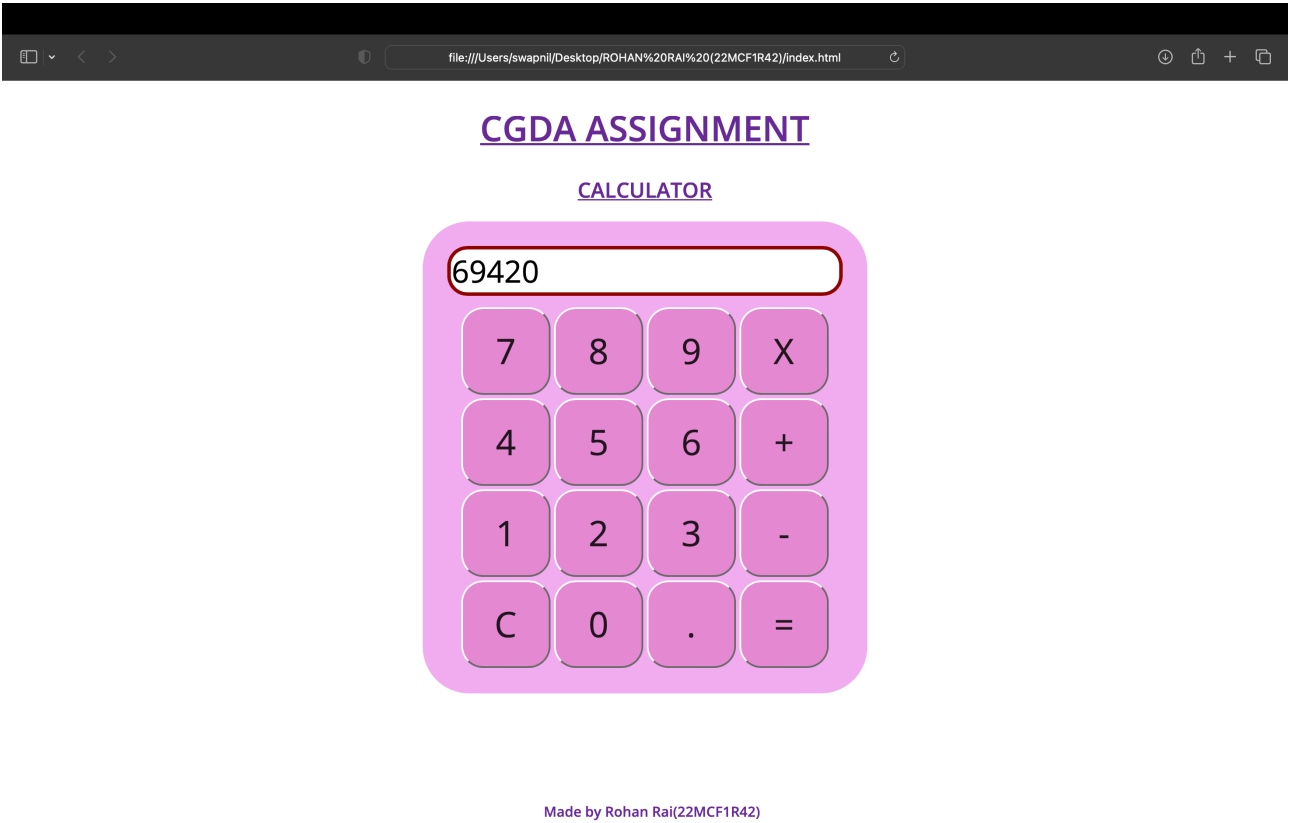 file:///Users/swapnil/Desktop/ROHAN%20RAI%20(22MCF1R42)/index.html
CGDA ASSIGNMENT
CALCULATOR
69420
7 8 9 X
4 5 6 +
1 2 3 -
C 0 . =
Made by Rohan Rai(22MCF1R42)